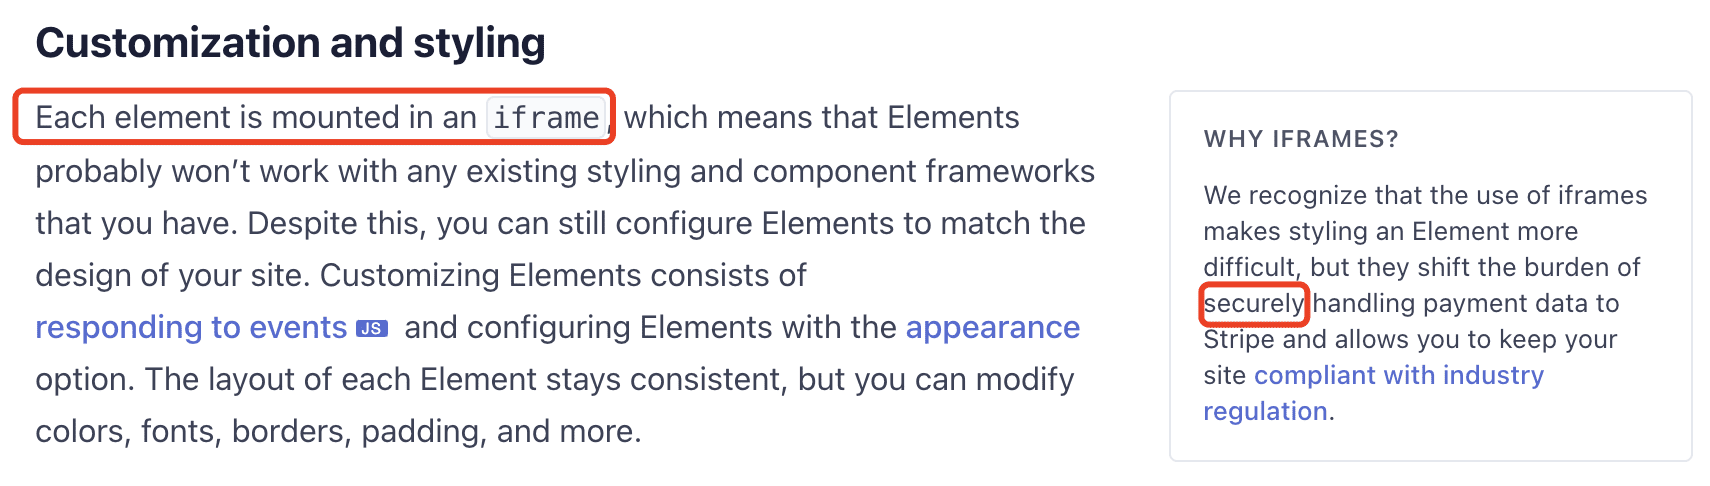 Customization and styling
Each element is mounted in an iframe, which means that Elements
probably won’t work with any existing styling and component frameworks
that you have. Despite this, you can still configure Elements to match the
design of your site. Customizing Elements consists of
responding to events JS and configuring Elements with the appearance
option. The layout of each Element stays consistent, but you can modify
colors, fonts, borders, padding, and more.
WHY IFRAMES?
We recognize that the use of iframes
makes styling an Element more
difficult, but they shift the burden of
securely handling payment data to
Stripe and allows you to keep your
site compliant with industry
regulation.